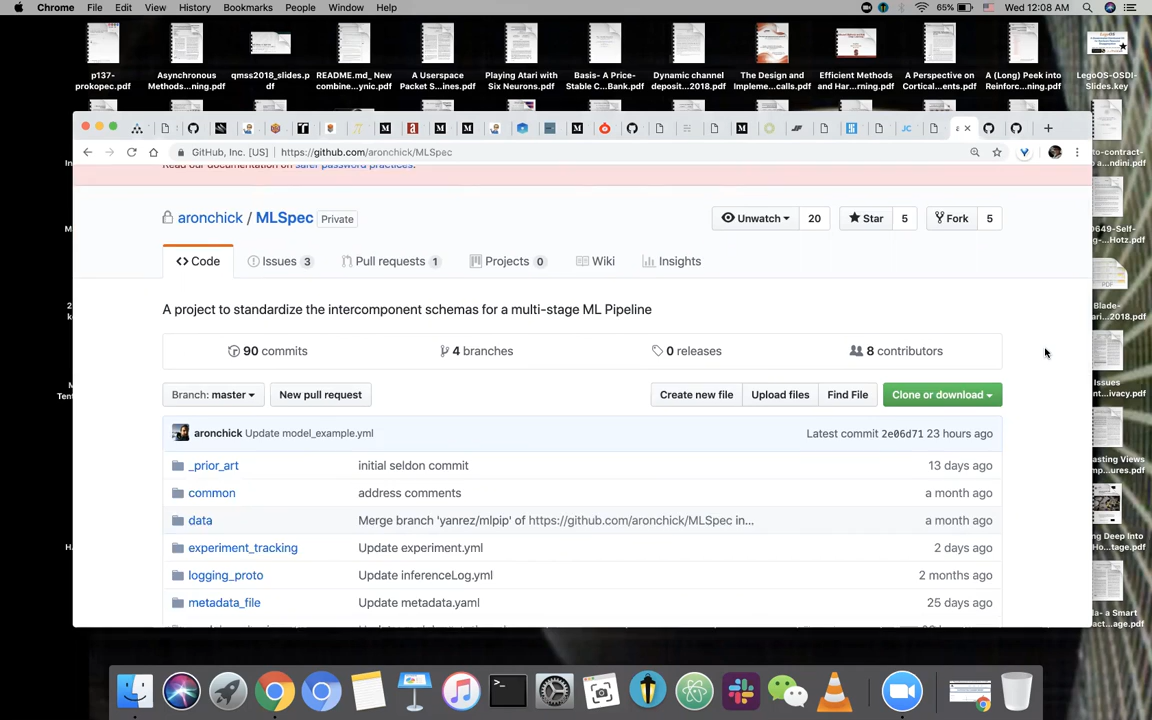 Chrome File Edit View History Bookmarks People Window Help 65% Wed 12:08 AM
p137-prokopec.pdf
Asynchronous Methods...ning.pdf
qmss2018_slides.pdf
README.md_ New combine...ynic.pdf
A Userspace Packet S...ines.pdf
Playing Atari with Six Neurons.pdf
Basis- A Price-Stable C...Bank.pdf
Dynamic channel deposit...2018.pdf
The Design and Impleme...calls.pdf
Efficient Methods and Har...rning.pdf
A Perspective on Cortical...ents.pdf
A (Long) Peek into Reinforc...ning.pdf
LegoOS-OSDI-Slides.key
GitHub, Inc. [US] https://github.com/aronchick/MLSpec
Read our documentation on safer password practices.
aronchick / MLSpec Private
Unwatch 20 Star 5 Fork 5
Code Issues 3 Pull requests 1 Projects 0 Wiki Insights
A project to standardize the intercomponent schemas for a multi-stage ML Pipeline
90 commits 4 branches 0 releases 8 contributors
Branch: master New pull request Create new file Upload files Find File Clone or download
aronchick Update model_example.yml Latest commit 2e06d71 23 hours ago
_prior_art initial seldon commit 13 days ago
common address comments a month ago
data Merge branch 'yanrez/mlpip' of https://github.com/aronchick/MLSpec in... a month ago
experiment_tracking Update experiment.yml 2 days ago
logging_proto Update inferenceLog.yml 2 months ago
metadata_file Update metadata.yaml 25 days ago